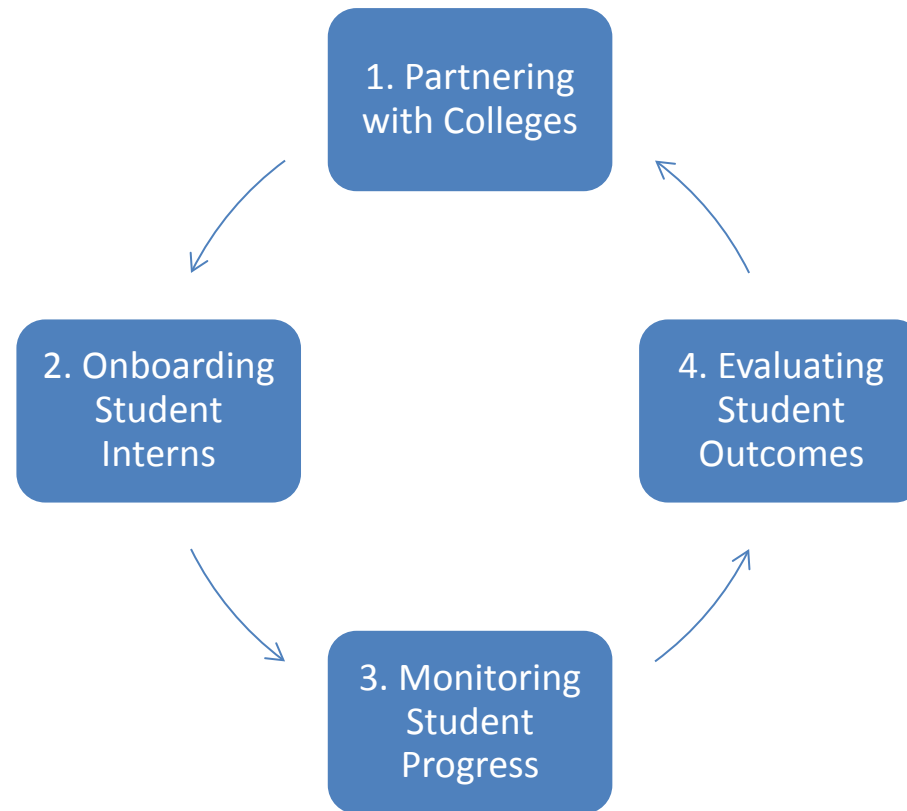 1. Partnering
with Colleges
2. Onboarding
Student
Interns
3. Monitoring
Student
Progress
4. Evaluating
Student
Outcomes